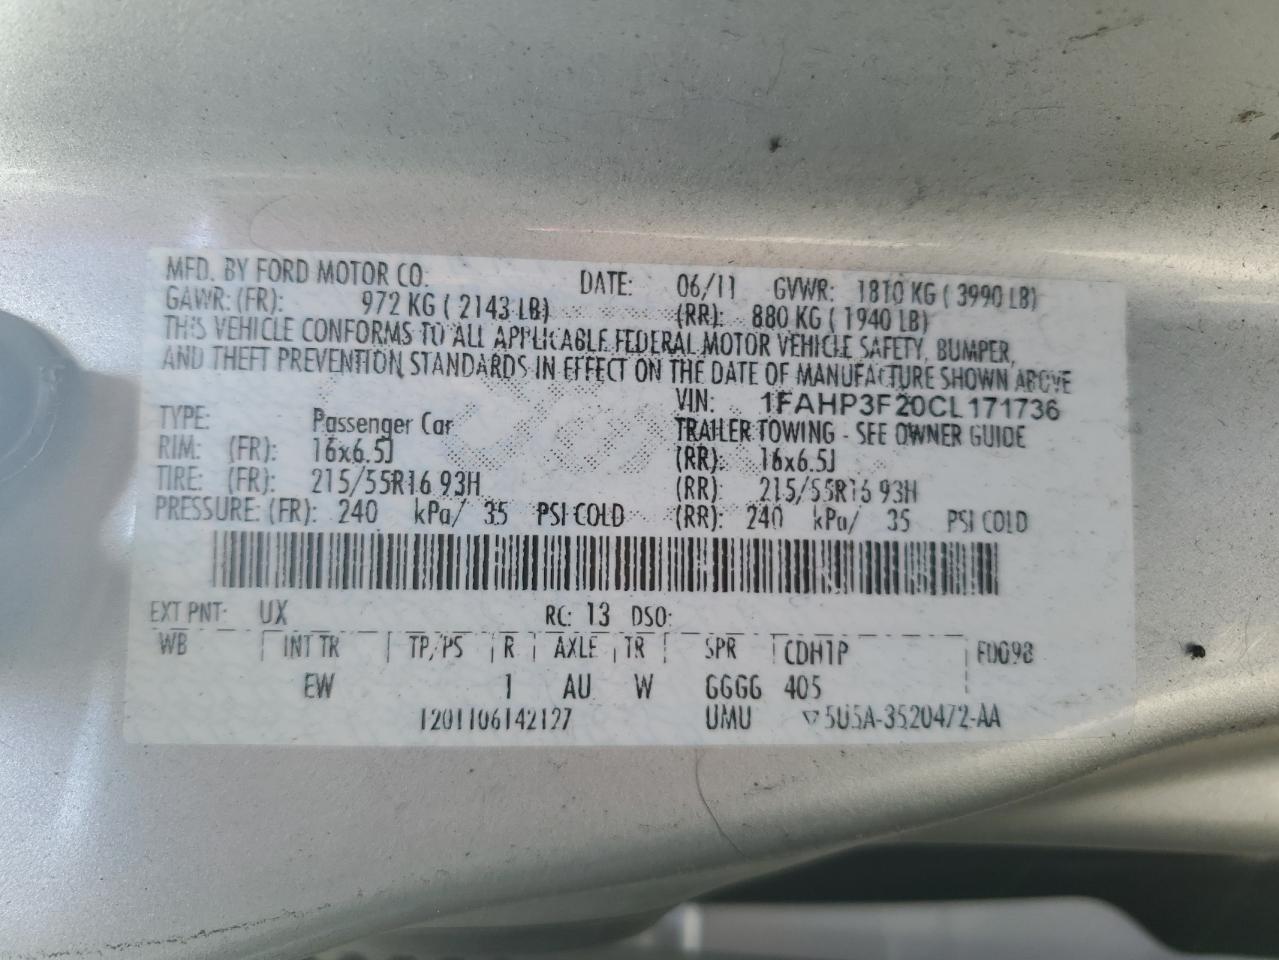 MFD. BY FORD MOTOR CO. DATE: 06/11 GVWR: 1810 KG ( 3990 LB)
GAWR: (FR): 972 KG ( 2143 LB) (RR): 880 KG ( 1940 LB)
THIS VEHICLE CONFORMS TO ALL APPLICABLE FEDERAL MOTOR VEHICLE SAFETY, BUMPER,
AND THEFT PREVENTION STANDARDS IN EFFECT ON THE DATE OF MANUFACTURE SHOWN ABOVE
VIN: 1FAHP3F20CL171736
TYPE: Passenger Car TRAILER TOWING - SEE OWNER GUIDE
RIM: (FR): 16x6.5J (RR): 16x6.5J
TIRE: (FR): 215/55R16 93H (RR): 215/55R16 93H
PRESSURE: (FR): 240 kPa/ 35 PSI COLD (RR): 240 kPa/ 35 PSI COLD
EXT PNT: UX RC: 13 DSO:
WB INT TR TP/PS R AXLE TR SPR CDH1P F0098
EW 1 AU W GGGG 405
1201106142127 UMU ▽5U5A-3520472-AA